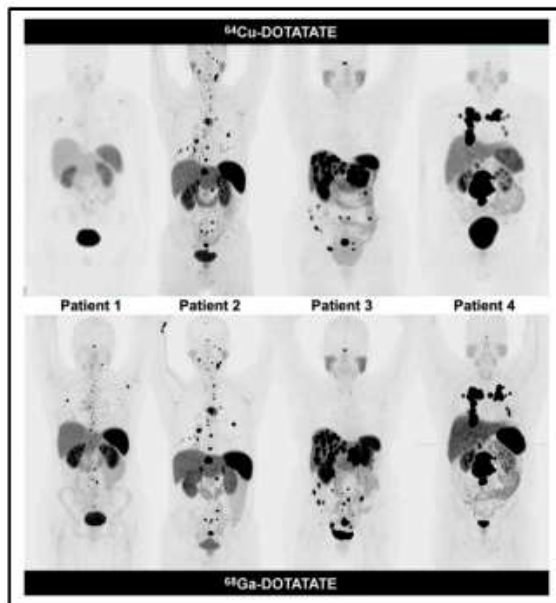 ⁶⁴Cu-DOTATATE
Patient 1 Patient 2 Patient 3 Patient 4
⁶⁸Ga-DOTATATE